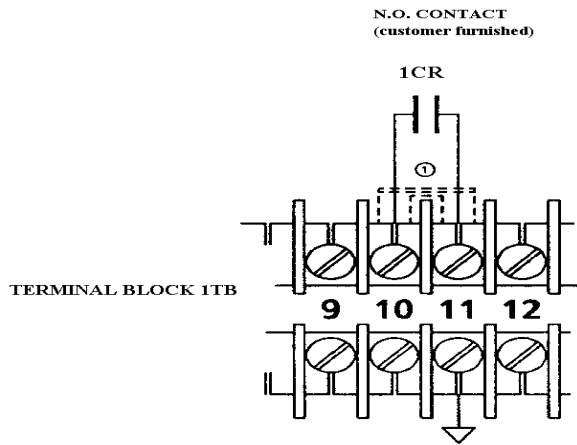 N.O. CONTACT
(customer furnished)
1CR
①
TERMINAL BLOCK 1TB
9 10 11 12